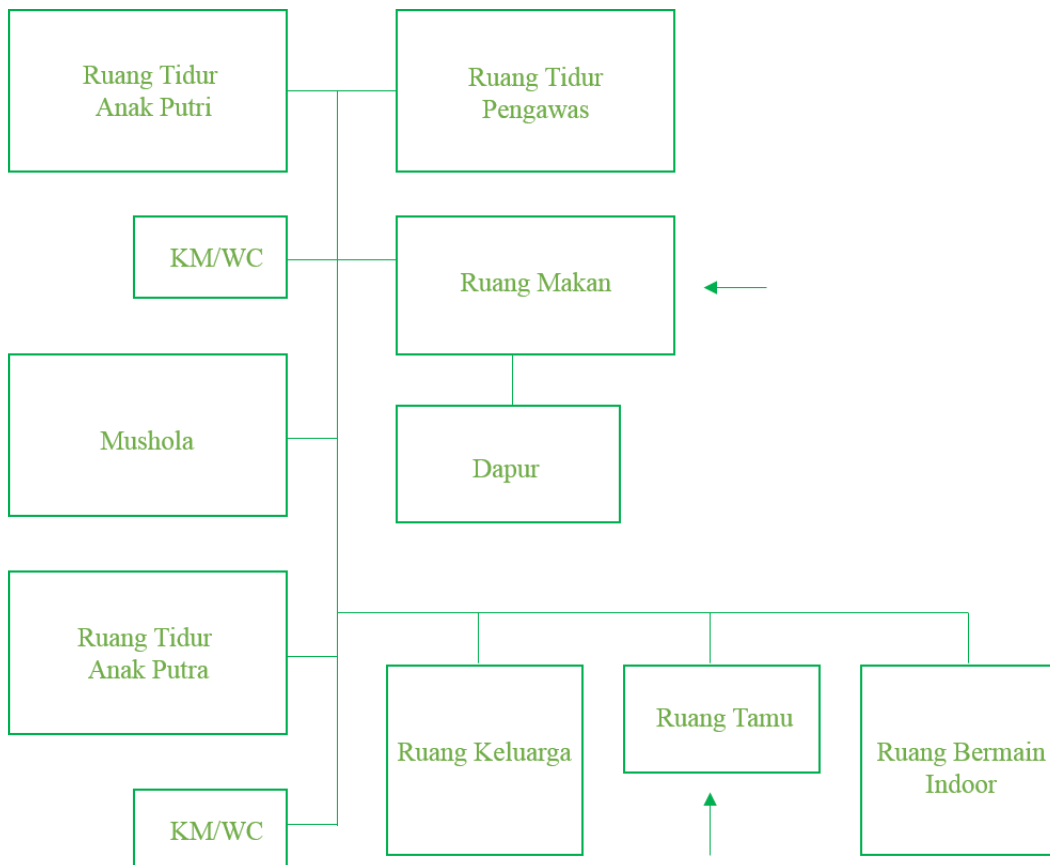 Ruang Tidur
Anak Putri
Ruang Tidur
Pengawas
KM/WC
Ruang Makan
Mushola
Dapur
Ruang Tidur
Anak Putra
Ruang Keluarga
Ruang Tamu
Ruang Bermain
Indoor
KM/WC